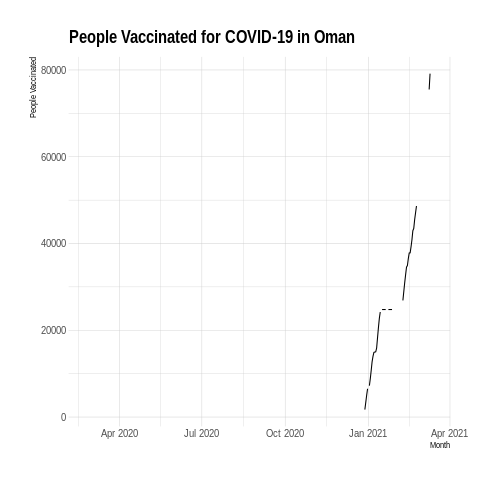 People Vaccinated for COVID-19 in Oman
People Vaccinated
80000
60000
40000
20000
0
Apr 2020
Jul 2020
Oct 2020
Jan 2021
Apr 2021
Month